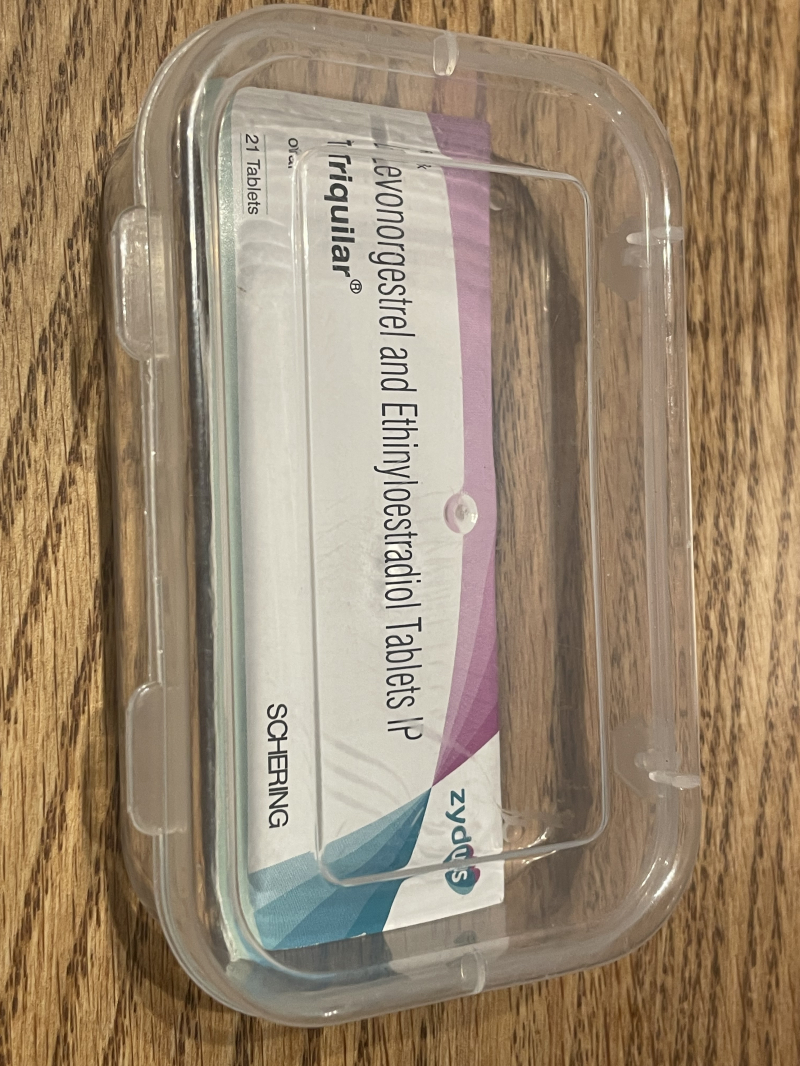 Levonorgestrel and Ethinyloestradiol Tablets IP
Triquilar®
21 Tablets
SCHERING
zydus